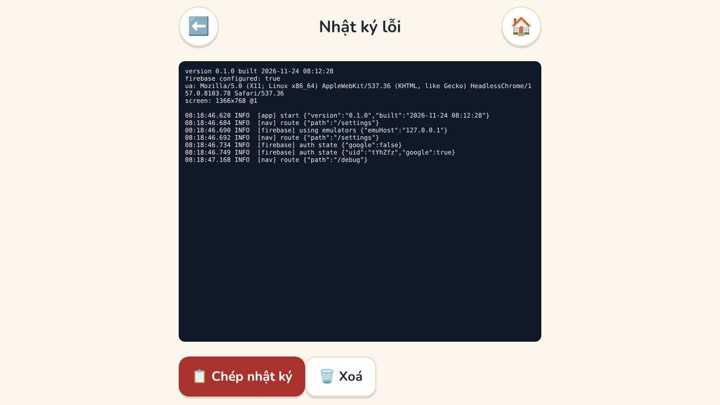 Nhật ký lỗi
version 0.1.0 built 2026-11-24 08:12:28
firebase configured: true
ua: Mozilla/5.0 (X11; Linux x86_64) AppleWebKit/537.36 (KHTML, like Gecko) HeadlessChrome/1
57.0.8103.78 Safari/537.36
screen: 1366x768 @1
08:18:46.620 INFO [app] start {"version":"0.1.0","built":"2026-11-24 08:12:28"}
08:18:46.684 INFO [nav] route {"path":"/settings"}
08:18:46.690 INFO [firebase] using emulators {"emuHost":"127.0.0.1"}
08:18:46.692 INFO [nav] route {"path":"/settings"}
08:18:46.734 INFO [firebase] auth state {"google":false}
08:18:46.749 INFO [firebase] auth state {"uid":"tYhZfz","google":true}
08:18:47.168 INFO [nav] route {"path":"/debug"}
Chép nhật ký
Xoá